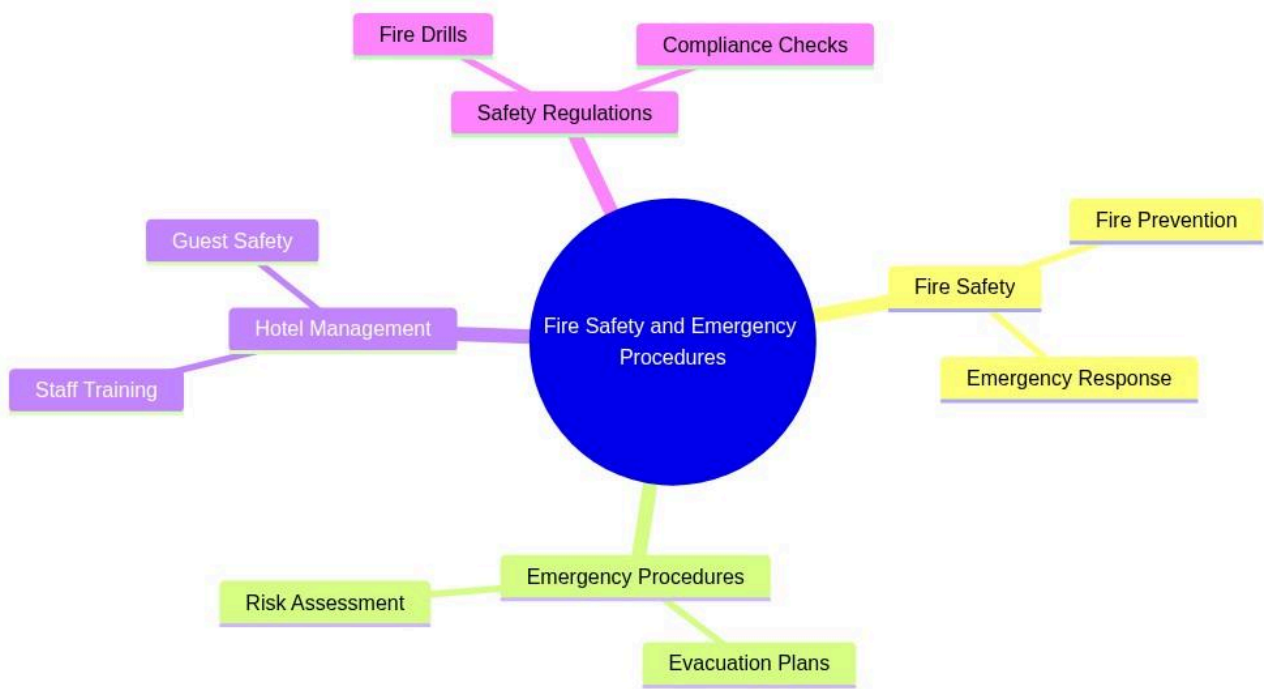 Fire Drills
Compliance Checks
Safety Regulations
Fire Prevention
Guest Safety
Fire Safety
Hotel Management
Fire Safety and Emergency
Procedures
Emergency Response
Staff Training
Emergency Procedures
Risk Assessment
Evacuation Plans